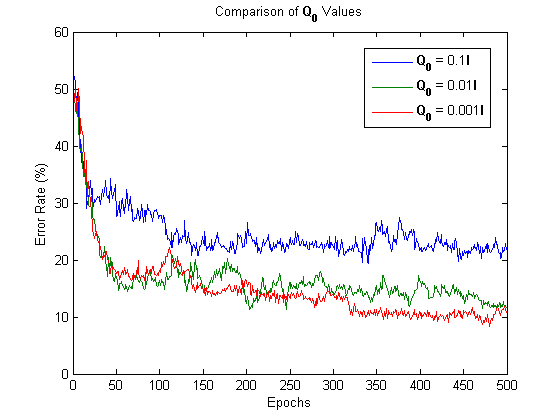 Comparison of Q0 Values
60
50
40
30
20
10
0
Error Rate (%)
Q0 = 0.1I
Q0 = 0.01I
Q0 = 0.001I
0 50 100 150 200 250 300 350 400 450 500
Epochs